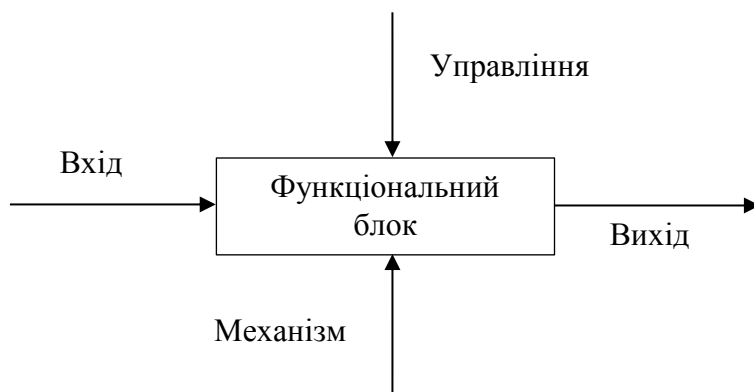 Управління
Вхід
Функціональний
блок
Вихід
Механізм